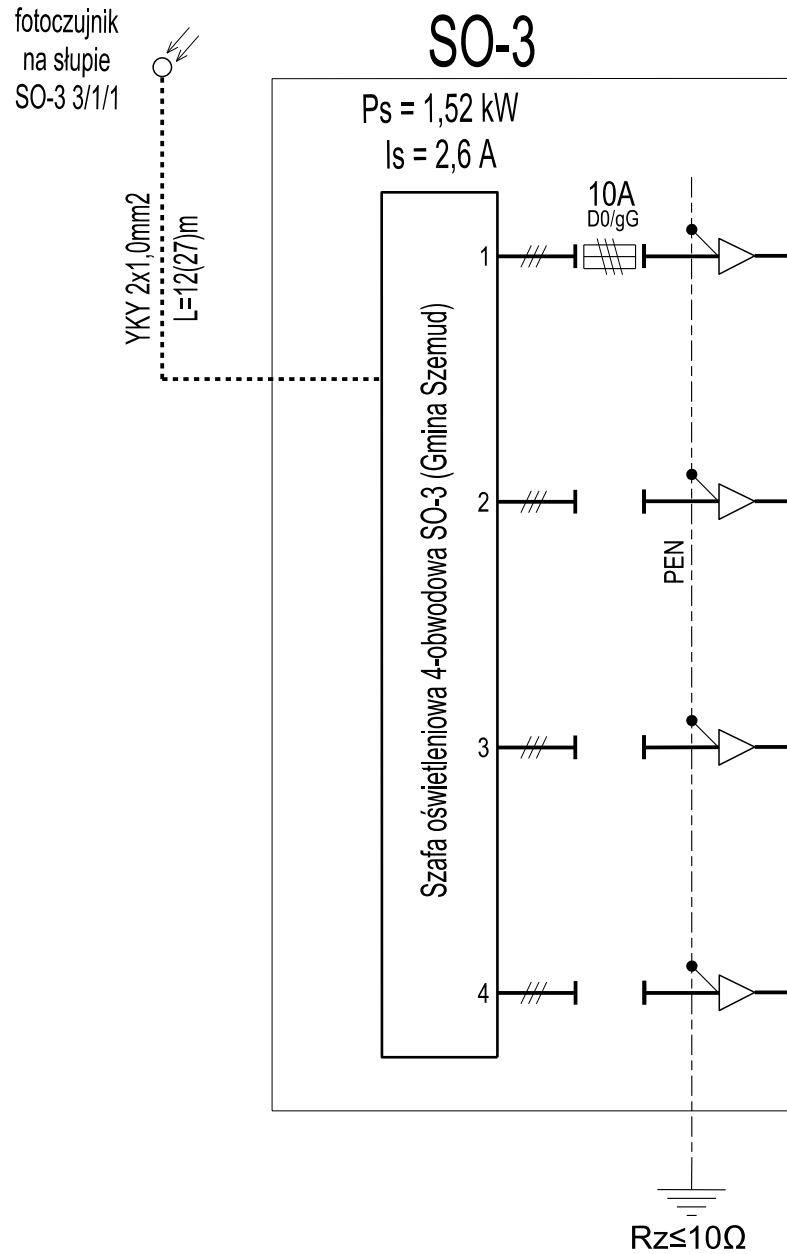 fotoczujnik
na słupie
SO-3 3/1/1
SO-3
Ps = 1,52 kW
Is = 2,6 A
YKY 2x1,0mm2
L=12(27)m
10A
D0/gG
Szafa oświetleniowa 4-obwodowa SO-3 (Gmina Szemud)
1
2
3
4
PEN
Rz≤10Ω